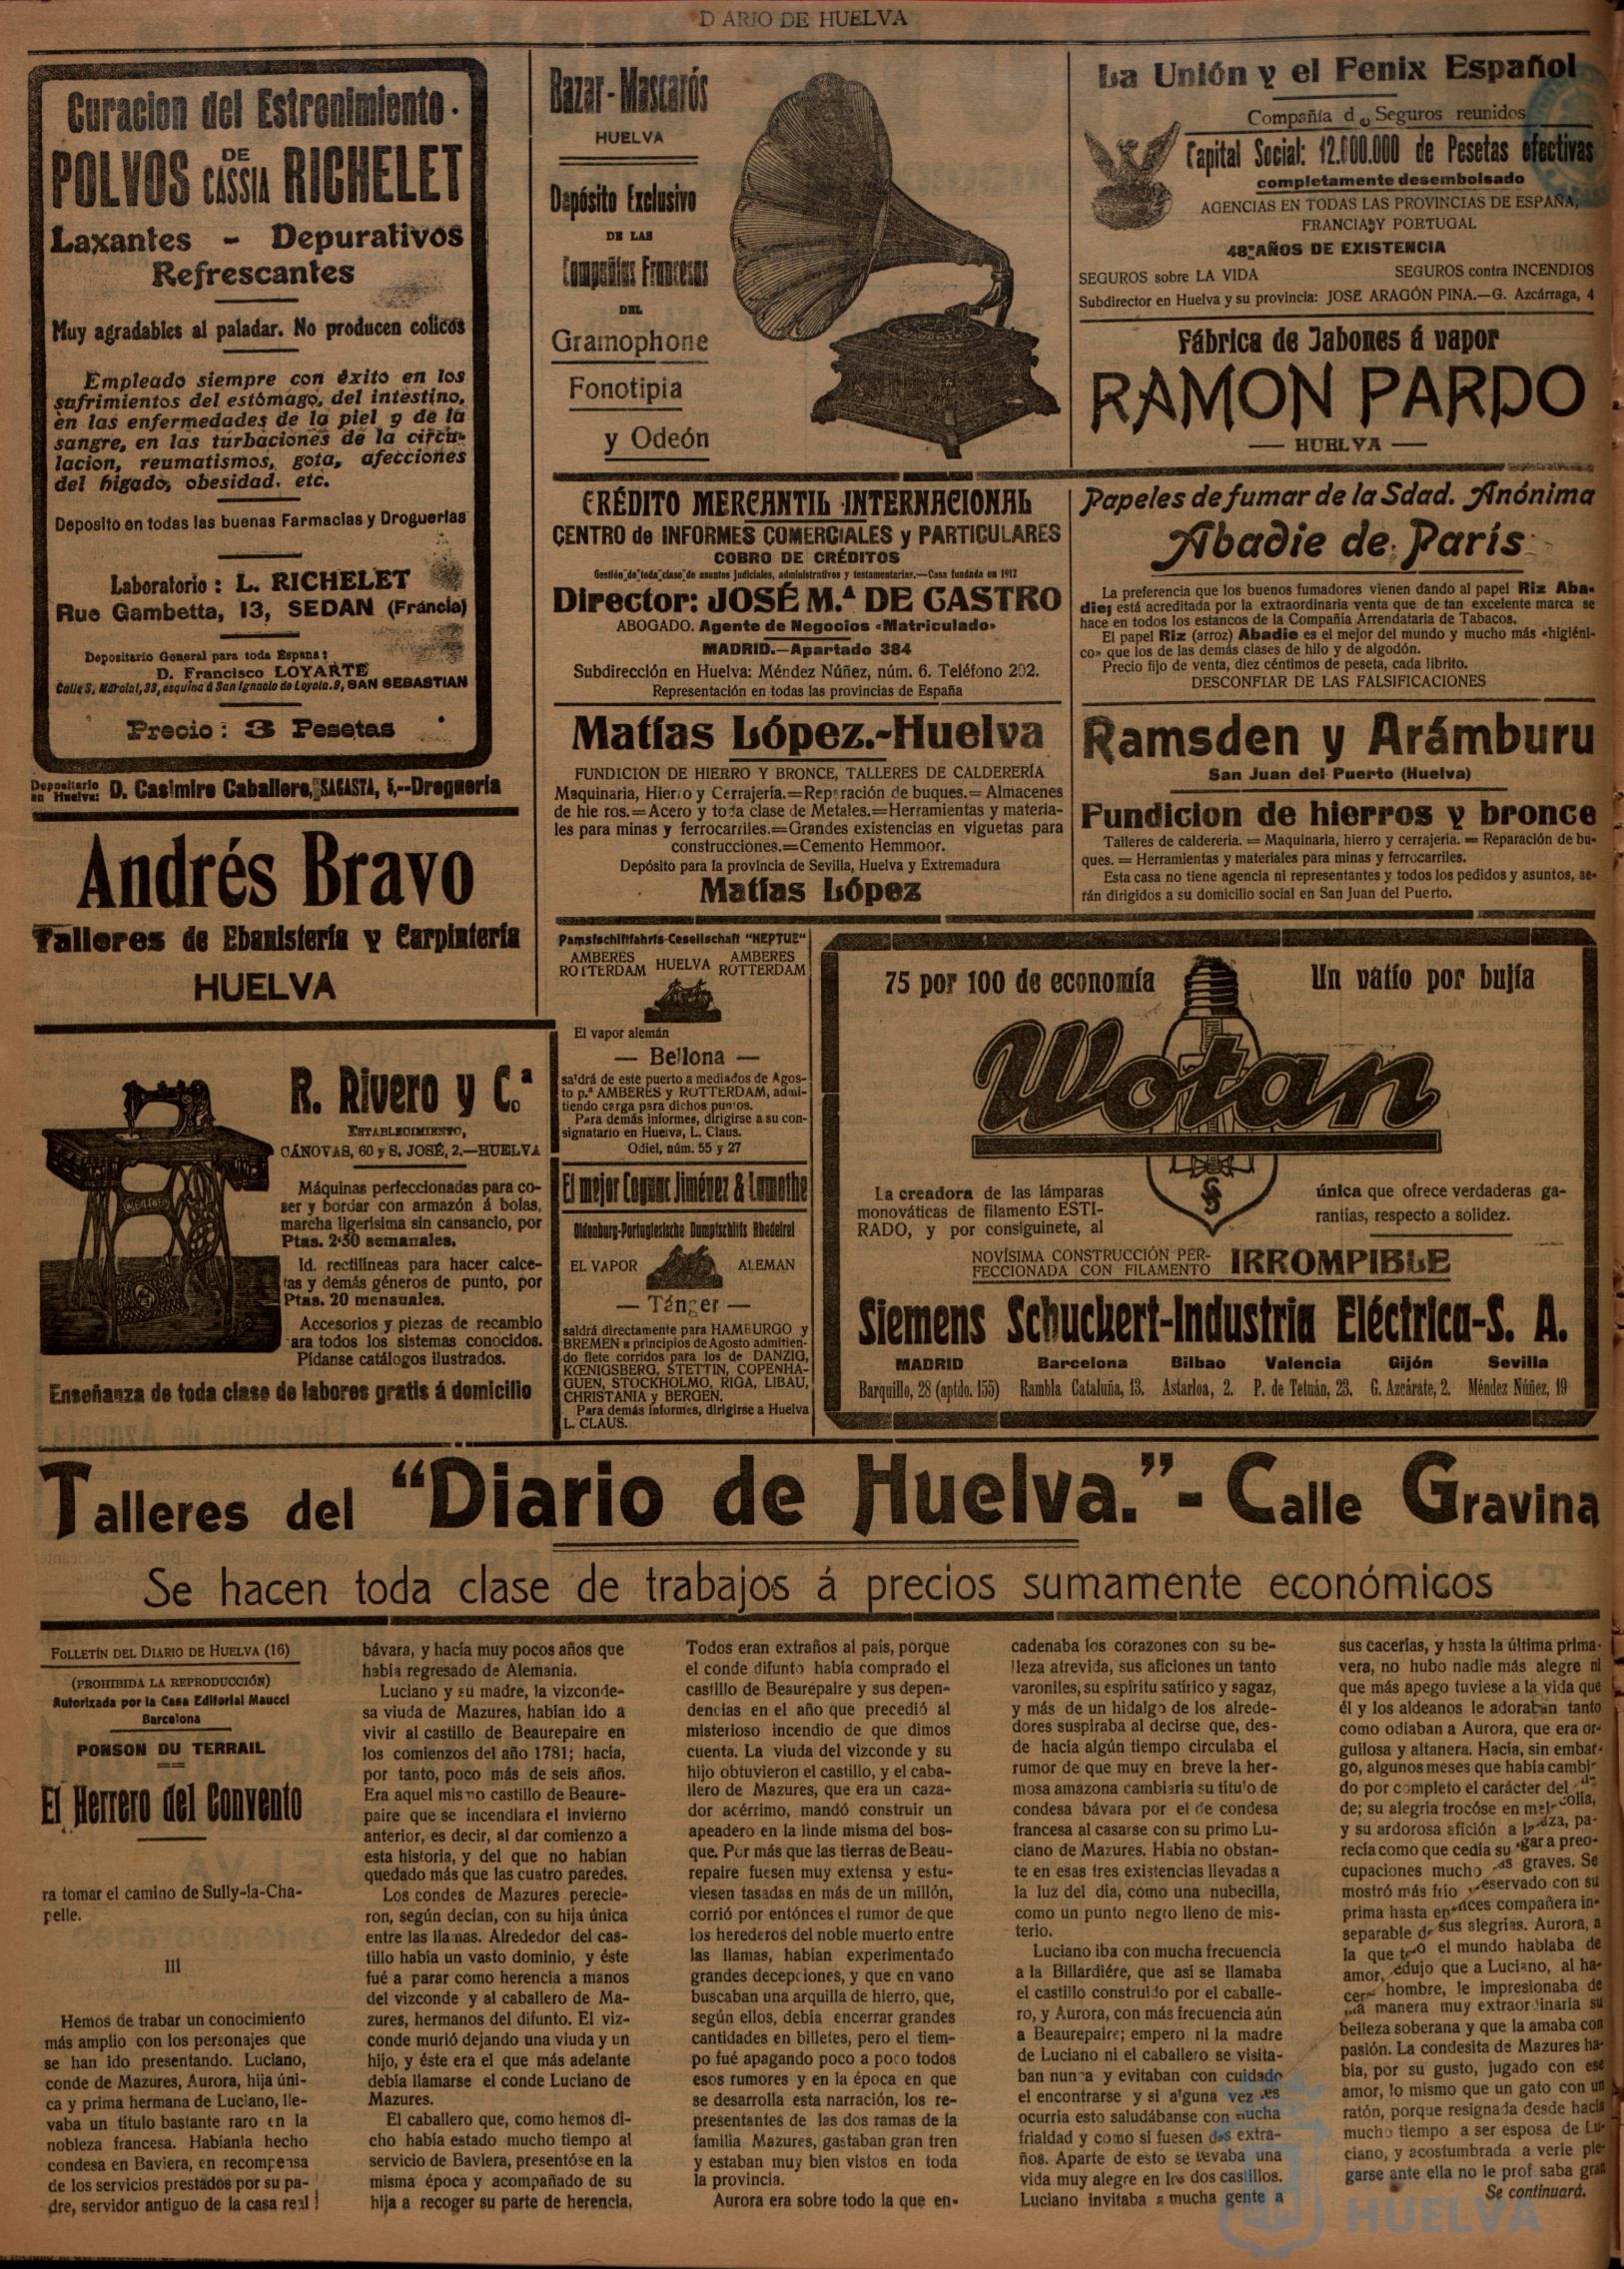 DIARIO DE HUELVA
Curacion del Estrenimiento.
POLVOS DE CASSIA RICHELET
Laxantes - Depurativos
Refrescantes
Muy agradables al paladar. No producen colicos
Empleado siempre con éxito en los
sufrimientos del estómago, del intestino,
en las enfermedades de la piel y de la
sangre, en las turbaciones de la circu-
lacion, reumatismos, gota, afecciones
del higado, obesidad, etc.
Deposito en todas las buenas Farmacias y Droguerias
Laboratorio: L. RICHELET
Rue Gambetta, 13, SEDAN (Francia)
Depositario General para toda Espana:
D. Francisco LOYARTE
Calle S. Marcial, 33, esquina á San Ignacio de Loyola, 9, SAN SEBASTIAN
Precio: 3 Pesetas
Depositario en Huelva: D. Casimiro Caballero, SAGASTA, 5,--Droguería
Andrés Bravo
Talleres de Ebanistería y Carpintería
HUELVA
R. Rivero y C.ª
ESTABLECIMIENTO,
CÁNOVAS, 60 y S. JOSÉ, 2.—HUELVA
Máquinas perfeccionadas para co-
ser y bordar con armazón á bolas,
marcha ligerísima sin cansancio, por
Ptas. 2'50 semanales.
Id. rectilíneas para hacer calce-
tas y demás géneros de punto, por
Ptas. 20 mensuales.
Accesorios y piezas de recambio
para todos los sistemas conocidos.
Pídanse catálogos ilustrados.
Enseñanza de toda clase de labores gratis á domicilio
Bazar-Mascarós
HUELVA
Depósito Exclusivo
DE LAS
Compañías Francesas
DEL
Gramophone
Fonotipia
y Odeón
CRÉDITO MERCANTIL INTERNACIONAL
CENTRO de INFORMES COMERCIALES y PARTICULARES
COBRO DE CRÉDITOS
Gestión de toda clase de asuntos judiciales, administrativos y testamentarías.—Casa fundada en 1912
Director: JOSÉ M.ª DE CASTRO
ABOGADO. Agente de Negocios «Matriculado»
MADRID.—Apartado 384
Subdirección en Huelva: Méndez Núñez, núm. 6. Teléfono 202.
Representación en todas las provincias de España
Matías López.-Huelva
FUNDICION DE HIERRO Y BRONCE, TALLERES DE CALDERERÍA
Maquinaria, Hierro y Cerrajería.=Reparación de buques.=Almacenes
de hie ros.=Acero y toda clase de Metales.=Herramientas y materia-
les para minas y ferrocarriles.=Grandes existencias en viguetas para
construcciones.=Cemento Hemmoor.
Depósito para la provincia de Sevilla, Huelva y Extremadura
Matías López
Pamsfschiftfahris-Cesellschaft "NEPTUE"
AMBERES HUELVA AMBERES
ROTTERDAM ROTTERDAM
El vapor alemán
— Bellona —
saldrá de este puerto a mediados de Agos-
to p.ª AMBERES y ROTTERDAM, admi-
tiendo carga para dichos puntos.
Para demás informes, dirigirse a su con-
signatario en Huelva, L. Claus.
Odiel, núm. 55 y 27
El mejor Cognac Jiménez & Lamothe
Oldenburg-Portugiesische Dumptschiits Rhedeirei
EL VAPOR ALEMAN
— Tánger —
saldrá directamente para HAMBURGO y
BREMEN a principios de Agosto admitien-
do flete corridos para los de DANZIG,
KŒNIGSBERG, STETTIN, COPENHA-
GUEN, STOCKHOLMO, RIGA, LIBAU,
CHRISTANIA y BERGEN.
Para demás informes, dirigirse a Huelva
L. CLAUS.
La Unión y el Fenix Español
Compañía de Seguros reunidos
Capital Social: 12.000.000 de Pesetas efectivas
completamente desembolsado
AGENCIAS EN TODAS LAS PROVINCIAS DE ESPAÑA,
FRANCIA Y PORTUGAL
48 AÑOS DE EXISTENCIA
SEGUROS sobre LA VIDA SEGUROS contra INCENDIOS
Subdirector en Huelva y su provincia: JOSE ARAGÓN PINA.—G. Azcárraga, 4
Fábrica de Jabones á vapor
RAMON PARDO
— HUELVA —
Papeles de fumar de la Sdad. Anónima
Abadie de París
La preferencia que los buenos fumadores vienen dando al papel Riz Aba-
die, está acreditada por la extraordinaria venta que de tan excelente marca se
hace en todos los estancos de la Compañía Arrendataria de Tabacos.
El papel Riz (arroz) Abadie es el mejor del mundo y mucho más «higiéni-
co» que los de las demás clases de hilo y de algodón.
Precio fijo de venta, diez céntimos de peseta, cada librito.
DESCONFIAR DE LAS FALSIFICACIONES
Ramsden y Arámburu
San Juan del Puerto (Huelva)
Fundicion de hierros y bronce
Talleres de caldereria. = Maquinaria, hierro y cerrajeria. = Reparación de bu-
ques. = Herramientas y materiales para minas y ferrocarriles.
Esta casa no tiene agencia ni representantes y todos los pedidos y asuntos, se-
rán dirigidos a su domicilio social en San Juan del Puerto.
75 por 100 de economía Un vatio por bujía
Wotan
La creadora de las lámparas
monováticas de filamento ESTI-
RADO, y por consiguinete, al
única que ofrece verdaderas ga-
rantías, respecto a solidez.
NOVÍSIMA CONSTRUCCIÓN PER-
FECCIONADA CON FILAMENTO IRROMPIBLE
Siemens Schuckert-Industria Eléctrica-S. A.
MADRID Barcelona Bilbao Valencia Gijón Sevilla
Barquillo, 28 (aptdo. 155) Rambla Cataluña, 13. Astarloa, 2. P. de Tetuán, 23. G. Azcárate, 2. Méndez Núñez, 19
Talleres del "Diario de Huelva."- Calle Gravina
Se hacen toda clase de trabajos á precios sumamente económicos
FOLLETÍN DEL DIARIO DE HUELVA (16)
(PROHIBIDA LA REPRODUCCIÓN)
Autorizada por la Casa Editorial Maucci
Barcelona
PONSON DU TERRAIL
El Herrero del Convento
ra tomar el camino de Sully-la-Cha-
pelle.
III
Hemos de trabar un conocimiento
más amplio con los personajes que
se han ido presentando. Luciano,
conde de Mazures, Aurora, hija úni-
ca y prima hermana de Luciano, lle-
vaba un título bastante raro en la
nobleza francesa. Habíanla hecho
condesa en Baviera, en recompensa
de los servicios prestados por su pa-
dre, servidor antiguo de la casa real
bávara, y hacía muy pocos años que
había regresado de Alemania.
Luciano y su madre, la vizconde-
sa viuda de Mazures, habían ido a
vivir al castillo de Beaurepaire en
los comienzos del año 1781; hacía,
por tanto, poco más de seis años.
Era aquel mismo castillo de Beaure-
paire que se incendiara el invierno
anterior, es decir, al dar comienzo a
esta historia, y del que no habían
quedado más que las cuatro paredes.
Los condes de Mazures perecie-
ron, según decían, con su hija única
entre las llamas. Alrededor del cas-
tillo había un vasto dominio, y éste
fué a parar como herencia a manos
del vizconde y al caballero de Ma-
zures, hermanos del difunto. El viz-
conde murió dejando una viuda y un
hijo, y éste era el que más adelante
debía llamarse el conde Luciano de
Mazures.
El caballero que, como hemos di-
cho había estado mucho tiempo al
servicio de Baviera, presentóse en la
misma época y acompañado de su
hija a recoger su parte de herencia.
Todos eran extraños al país, porque
el conde difunto había comprado el
castillo de Beaurepaire y sus depen-
dencias en el año que precedió al
misterioso incendio de que dimos
cuenta. La viuda del vizconde y su
hijo obtuvieron el castillo, y el caba-
llero de Mazures, que era un caza-
dor acérrimo, mandó construir un
apeadero en la linde misma del bos-
que. Por más que las tierras de Beau-
repaire fuesen muy extensa y estu-
viesen tasadas en más de un millón,
corrió por entónces el rumor de que
los herederos del noble muerto entre
las llamas, habían experimentado
grandes decepciones, y que en vano
buscaban una arquilla de hierro, que,
según ellos, debía encerrar grandes
cantidades en billetes, pero el tiem-
po fué apagando poco a poco todos
esos rumores y en la época en que
se desarrolla esta narración, los re-
presentantes de las dos ramas de la
familia Mazures, gastaban gran tren
y estaban muy bien vistos en toda
la provincia.
Aurora era sobre todo la que en-
cadenaba los corazones con su be-
lleza atrevida, sus aficiones un tanto
varoniles, su espíritu satírico y sagaz,
y más de un hidalgo de los alrede-
dores suspiraba al decirse que, des-
de hacía algún tiempo circulaba el
rumor de que muy en breve la her-
mosa amazona cambiaría su título de
condesa bávara por el de condesa
francesa al casarse con su primo Lu-
ciano de Mazures. Había no obstan-
te en esas tres existencias llevadas a
la luz del día, como una nubecilla,
como un punto negro lleno de mis-
terio.
Luciano iba con mucha frecuencia
a la Billardiére, que así se llamaba
el castillo construido por el caballe-
ro, y Aurora, con más frecuencia aún
a Beaurepaire; empero ni la madre
de Luciano ni el caballero se visita-
ban nunca y evitaban con cuidado
el encontrarse y si alguna vez les
ocurría esto saludábanse con mucha
frialdad y como si fuesen dos extra-
ños. Aparte de esto se llevaba una
vida muy alegre en los dos castillos.
Luciano invitaba a mucha gente a
sus cacerías, y hasta la última prima-
vera, no hubo nadie más alegre ni
que más apego tuviese a la vida que
él y los aldeanos le adoraban tanto
como odiaban a Aurora, que era or-
gullosa y altanera. Hacía, sin embar-
go, algunos meses que había cambia-
do por completo el carácter del
de; su alegría trocóse en mel colía,
y su ardorosa afición a la aza, pa-
recía como que cedía su gar a preo-
cupaciones mucho as graves. Se
mostró más frío reservado con su
prima hasta entonces compañera in-
separable de sus alegrías. Aurora, a
la que todo el mundo hablaba de
amor, edujo que a Luciano, al ha-
cerse hombre, le impresionaba de
una manera muy extraordinaria su
belleza soberana y que la amaba con
pasión. La condesita de Mazures ha-
bía, por su gusto, jugado con ese
amor, lo mismo que un gato con un
ratón, porque resignada desde hacía
mucho tiempo a ser esposa de Lu-
ciano, y acostumbrada a verle ple-
garse ante ella no le prof saba gran
Se continuará.
HUELVA